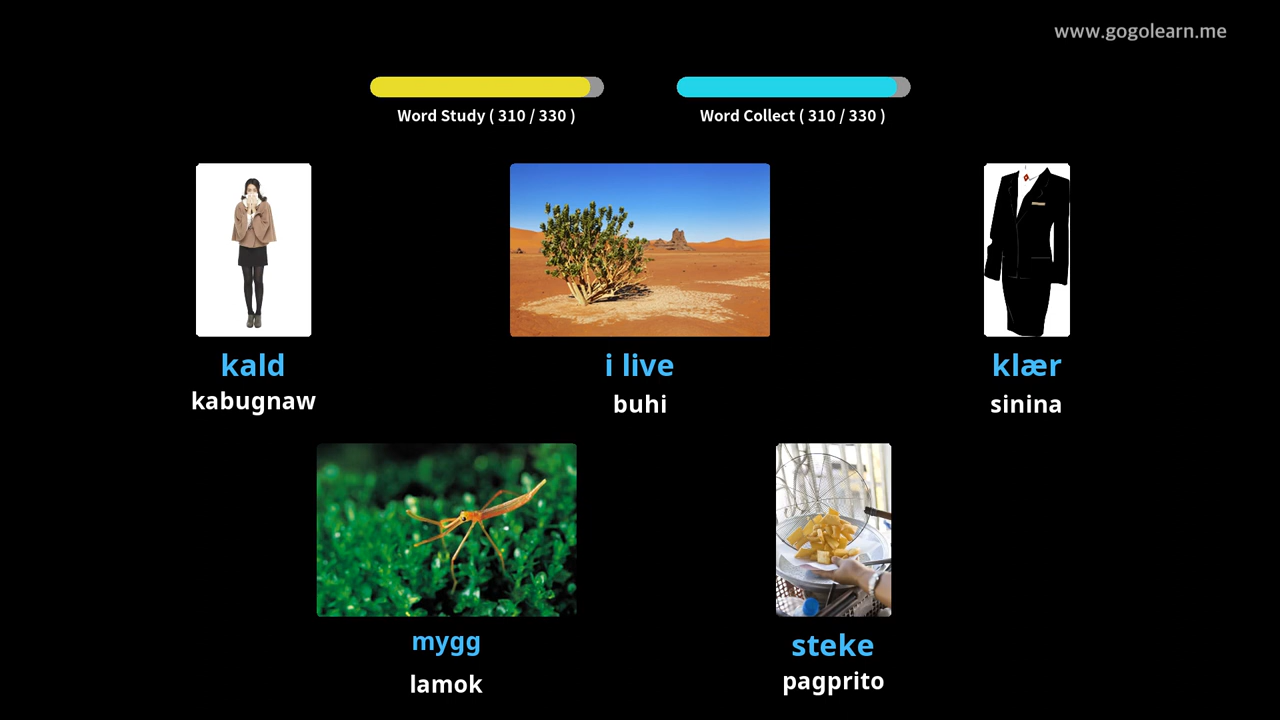 www.gogolearn.me
Word Study ( 310 / 330 )
Word Collect ( 310 / 330 )
kald
kabugnaw
i live
buhi
klær
sinina
mygg
lamok
steke
pagprito